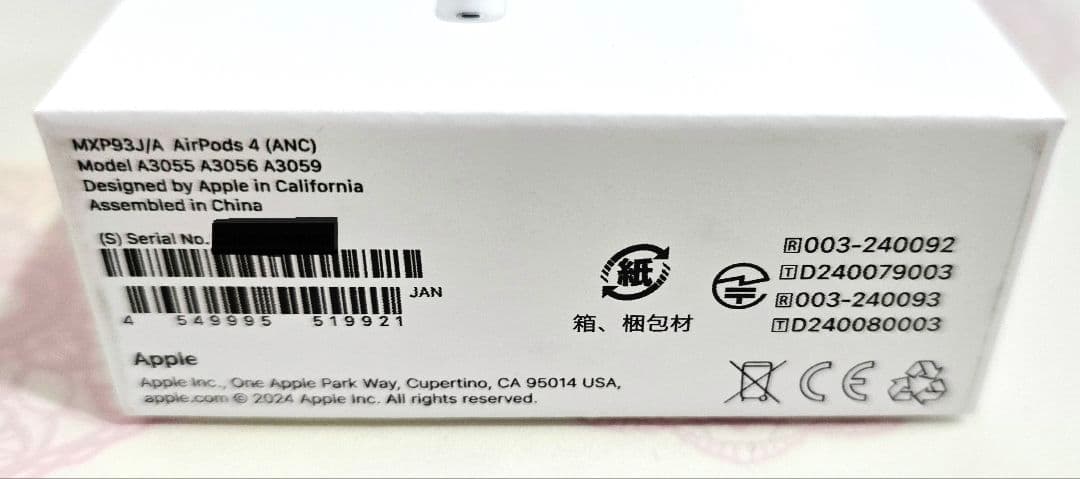 MXP93J/A AirPods 4 (ANC)
Model A3055 A3056 A3059
Designed by Apple in California
Assembled in China
(S) Serial No.
JAN
4 549995 519921
紙
箱、梱包材
R003-240092
TD240079003
R003-240093
TD240080003
Apple
Apple Inc., One Apple Park Way, Cupertino, CA 95014 USA,
apple.com © 2024 Apple Inc. All rights reserved.
CE